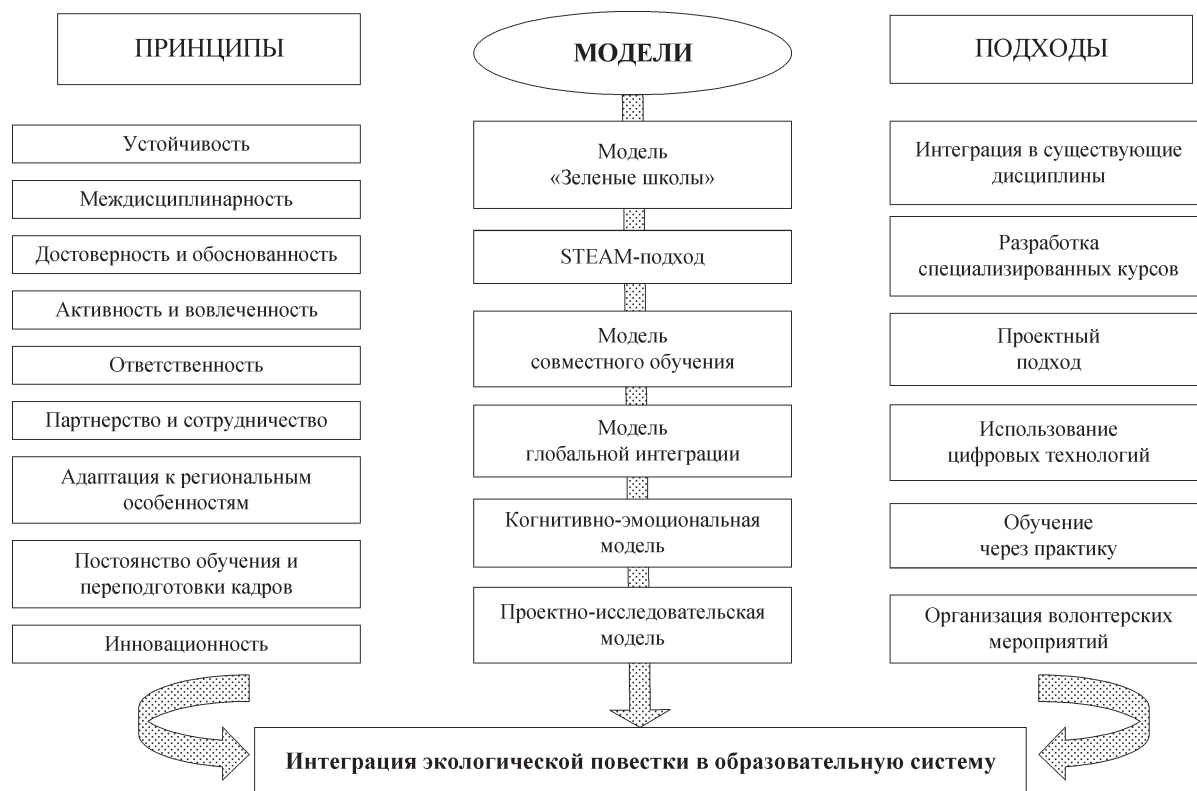 ПРИНЦИПЫ
Устойчивость
Междисциплинарность
Достоверность и обоснованность
Активность и вовлеченность
Ответственность
Партнерство и сотрудничество
Адаптация к региональным
особенностям
Постоянство обучения и
переподготовки кадров
Инновационность
МОДЕЛИ
Модель
«Зеленые школы»
STEAM-подход
Модель
совместного обучения
Модель
глобальной интеграции
Когнитивно-эмоциональная
модель
Проектно-исследовательская
модель
ПОДХОДЫ
Интеграция в существующие
дисциплины
Разработка
специализированных курсов
Проектный
подход
Использование
цифровых технологий
Обучение
через практику
Организация волонтерских
мероприятий
Интеграция экологической повестки в образовательную систему